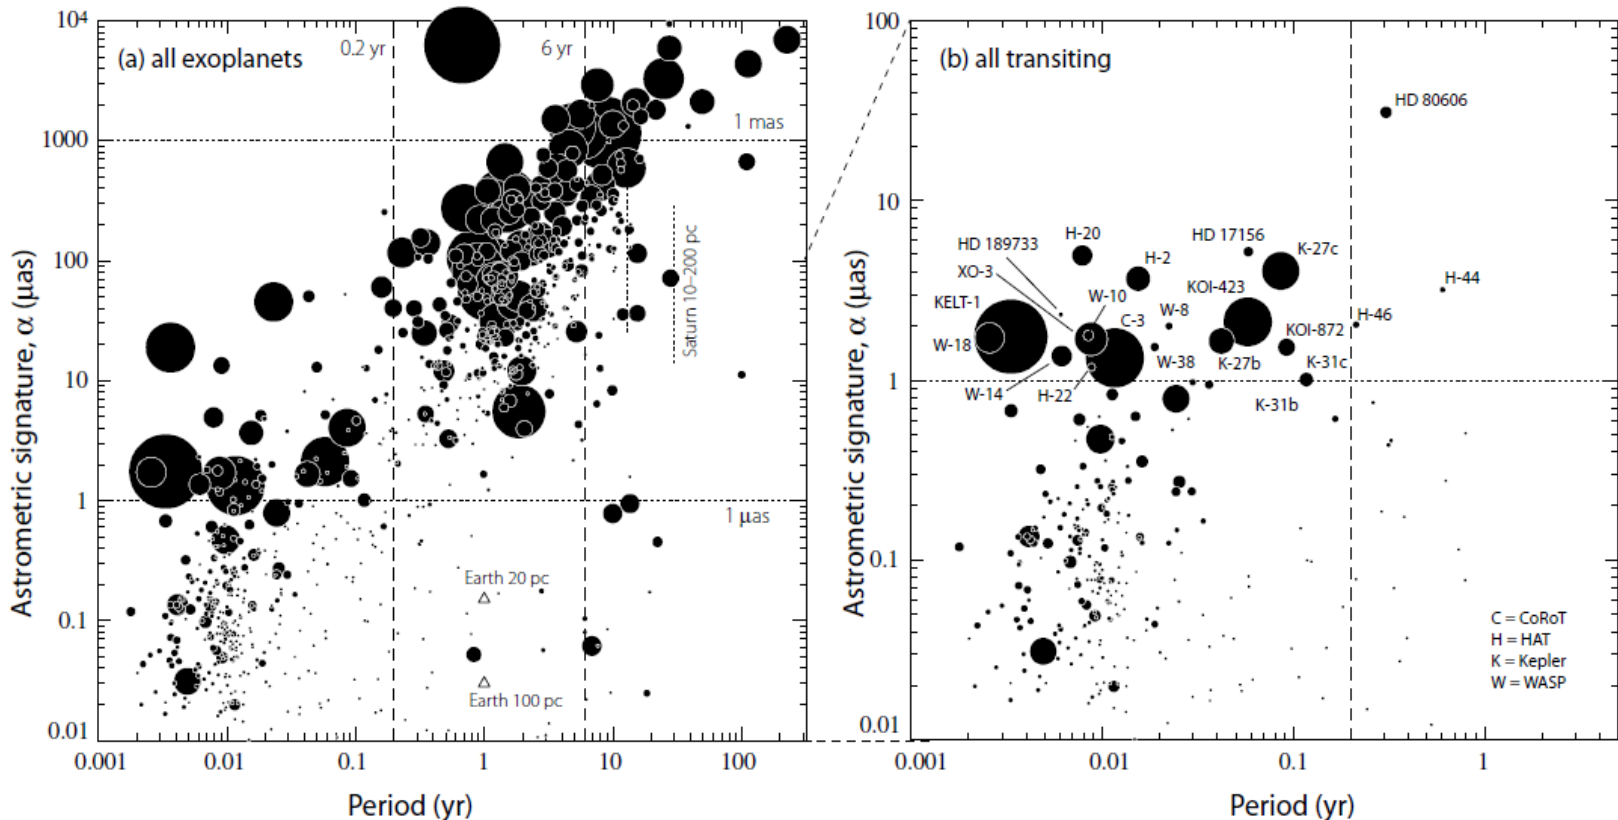 (a) all exoplanets
0.2 yr
6 yr
1 mas
Saturn 10–200 pc
1 μas
Earth 20 pc
Earth 100 pc
10⁴
1000
100
10
1
0.1
0.01
Astrometric signature, α (μas)
0.001
0.01
0.1
1
10
100
Period (yr)
(b) all transiting
HD 80606
HD 189733
H-20
HD 17156
K-27c
XO-3
H-2
H-44
KELT-1
W-10
W-8
KOI-423
H-46
C-3
KOI-872
W-18
W-38
K-27b
K-31c
W-14
H-22
K-31b
C = CoRoT
H = HAT
K = Kepler
W = WASP
100
10
1
0.1
0.01
Astrometric signature, α (μas)
0.001
0.01
0.1
1
Period (yr)